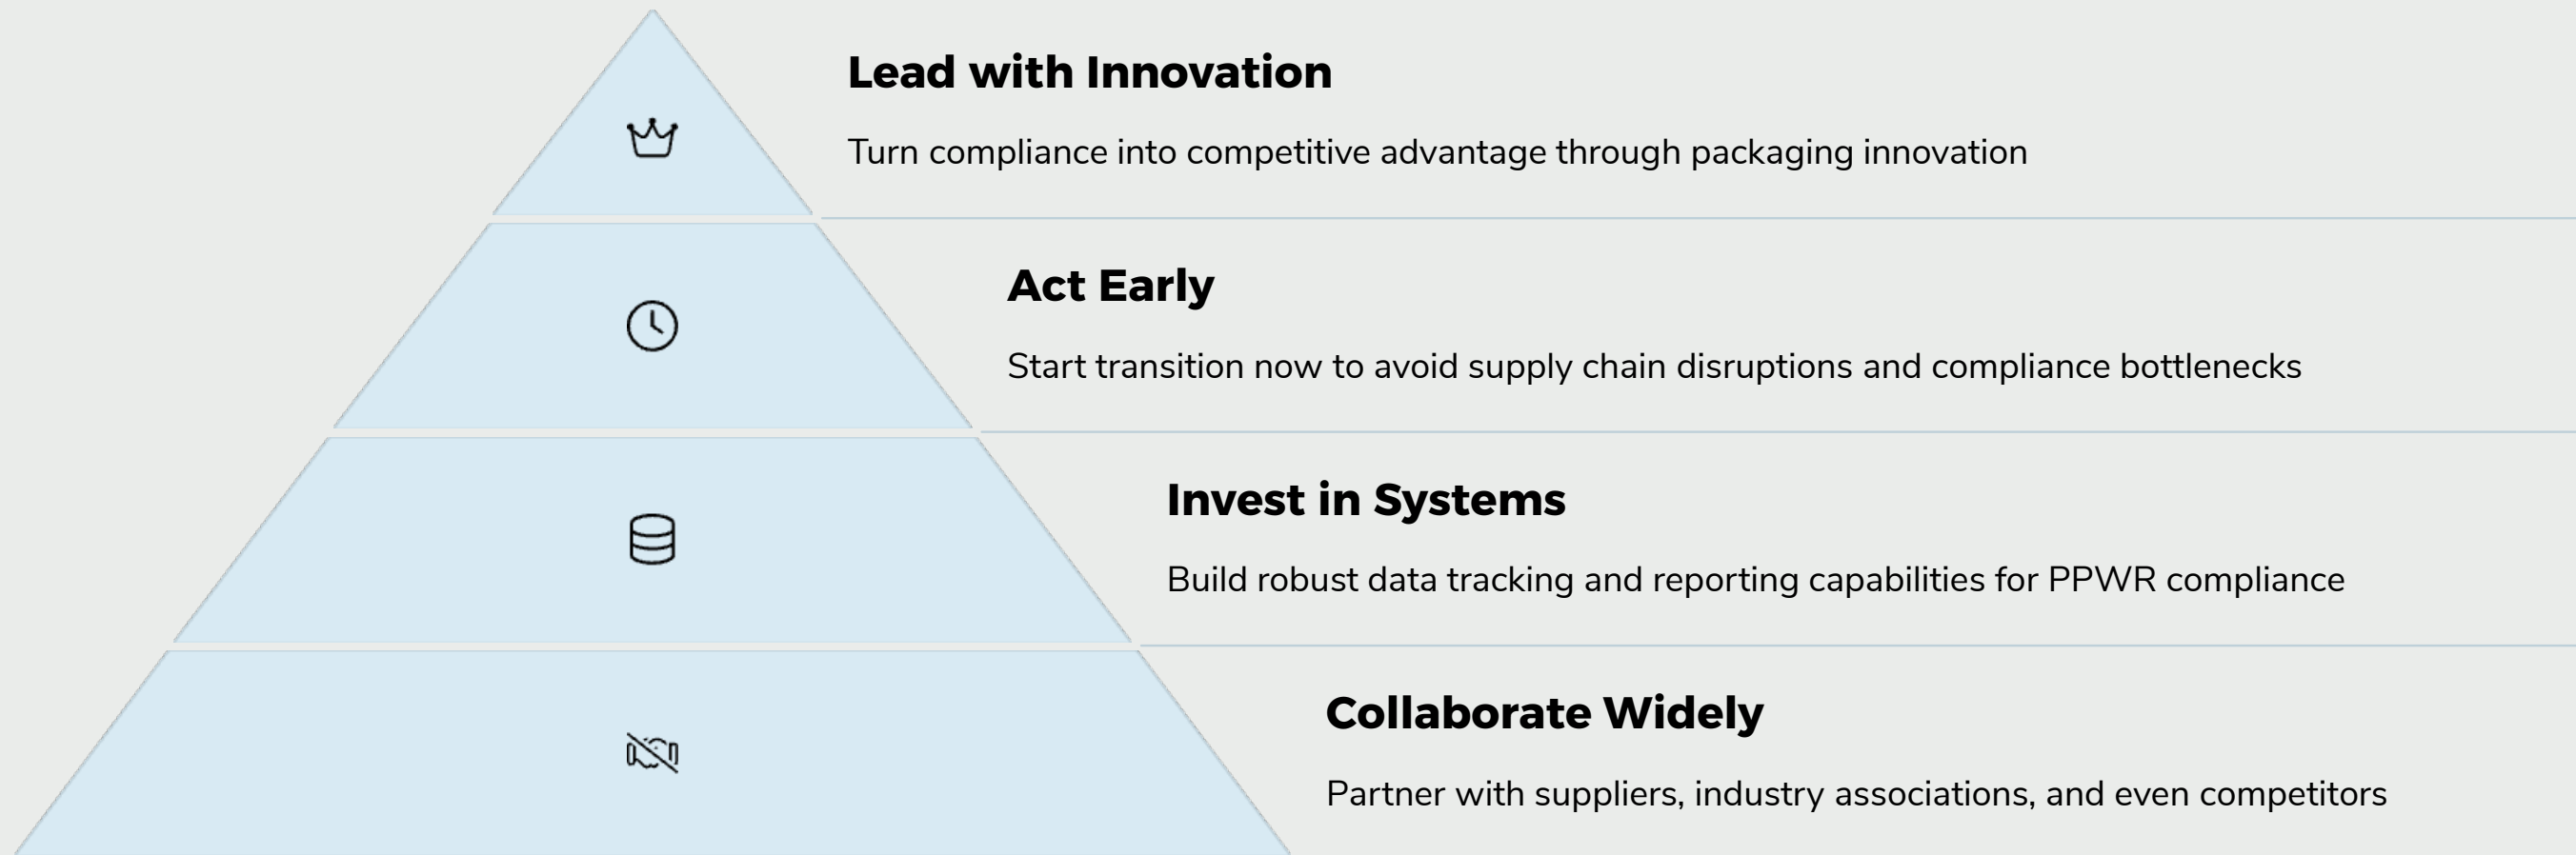 Lead with Innovation
Turn compliance into competitive advantage through packaging innovation
Act Early
Start transition now to avoid supply chain disruptions and compliance bottlenecks
Invest in Systems
Build robust data tracking and reporting capabilities for PPWR compliance
Collaborate Widely
Partner with suppliers, industry associations, and even competitors